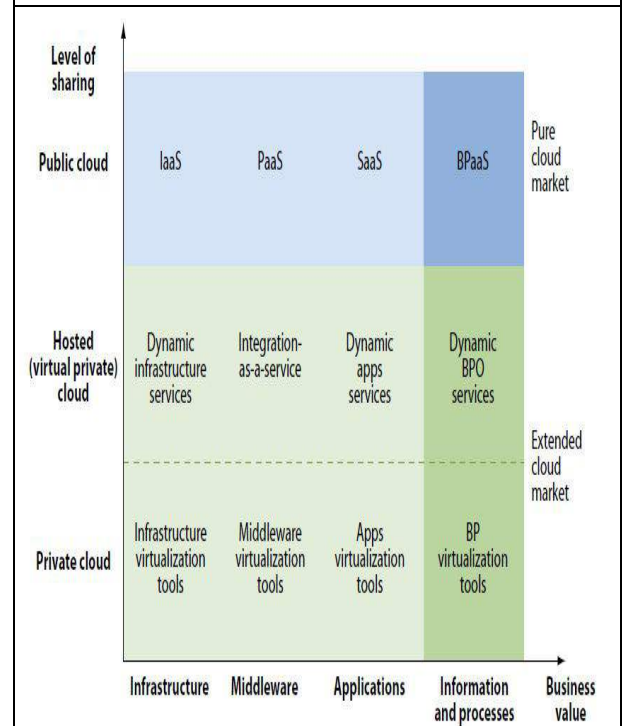 Level of
sharing
Public cloud
IaaS
PaaS
SaaS
BPaaS
Pure
cloud
market
Hosted
(virtual private)
cloud
Dynamic
infrastructure
services
Integration-
as-a-service
Dynamic
apps
services
Dynamic
BPO
services
Extended
cloud
market
Private cloud
Infrastructure
virtualization
tools
Middleware
virtualization
tools
Apps
virtualization
tools
BP
virtualization
tools
Infrastructure
Middleware
Applications
Information
and processes
Business
value